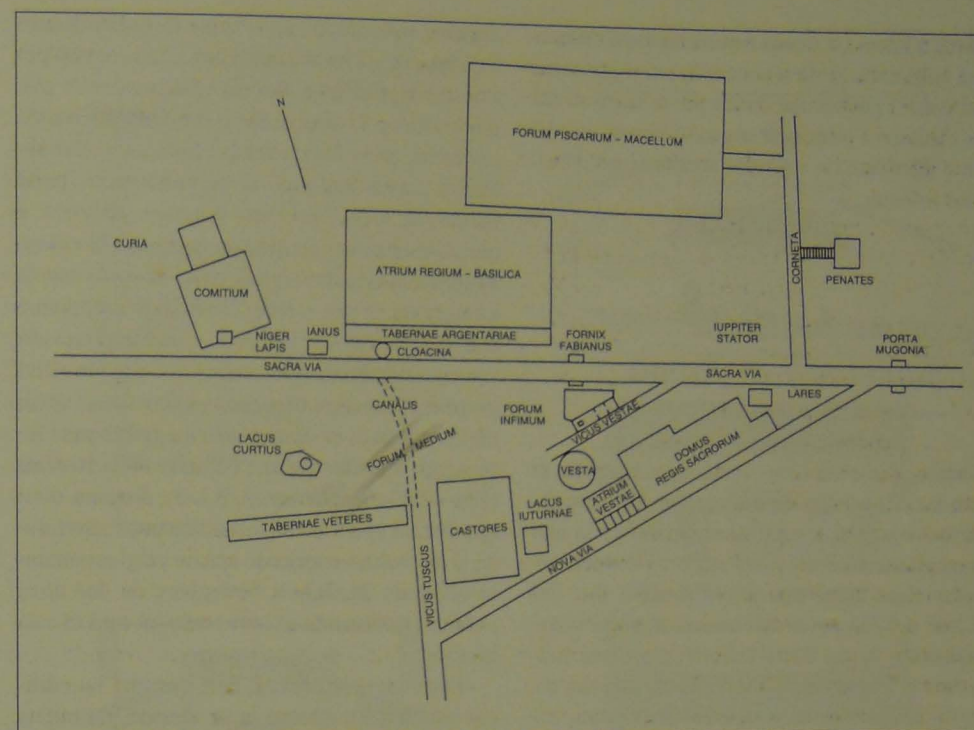 N
FORUM PISCARIUM – MACELLUM
CURIA
COMITIUM
ATRIUM REGIUM – BASILICA
CORNETA
PENATES
NIGER
LAPIS
IANUS
TABERNAE ARGENTARIAE
CLOACINA
FORNIX
FABIANUS
IUPPITER
STATOR
PORTA
MUGONIA
SACRA VIA
SACRA VIA
LARES
CANALIS
FORUM
INFIMUM
VICUS VESTAE
LACUS
CURTIUS
FORUM MEDIUM
VESTA
DOMUS
REGIS SACRORUM
ATRIUM
VESTAE
TABERNAE VETERES
CASTORES
LACUS
IUTURNAE
NOVA VIA
VICUS TUSCUS